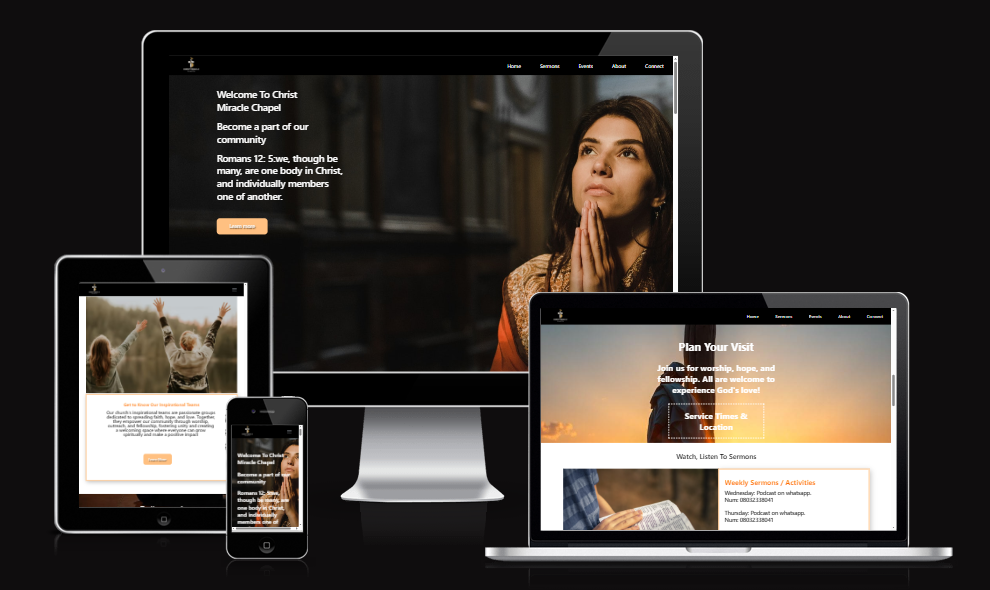 Home Sermons Events About Connect
Welcome To Christ
Miracle Chapel
Become a part of our
community
Romans 12: 5:we, though be
many, are one body in Christ,
and individually members
one of another.
Learn more
Get to Know Our Inspirational Teams
Our church's inspirational teams are passionate groups
dedicated to spreading faith, hope, and love. Together,
they empower our community through worship,
outreach, and fellowship, fostering unity and creating
a welcoming space where everyone can grow
spiritually and make a positive impact
Welcome To Christ
Miracle Chapel
Become a part of our
community
Romans 12: 5:we,
though be many, are
one body in Christ,
and individually
members one of
Home Sermons Events About Connect
Plan Your Visit
Join us for worship, hope, and
fellowship. All are welcome to
experience God's love!
Service Times &
Location
Watch, Listen To Sermons
Weekly Sermons / Activities
Wednesday: Podcast on whatsapp.
Num: 08032338041
Thursday: Podcast on whatsapp.
Num: 08032338041